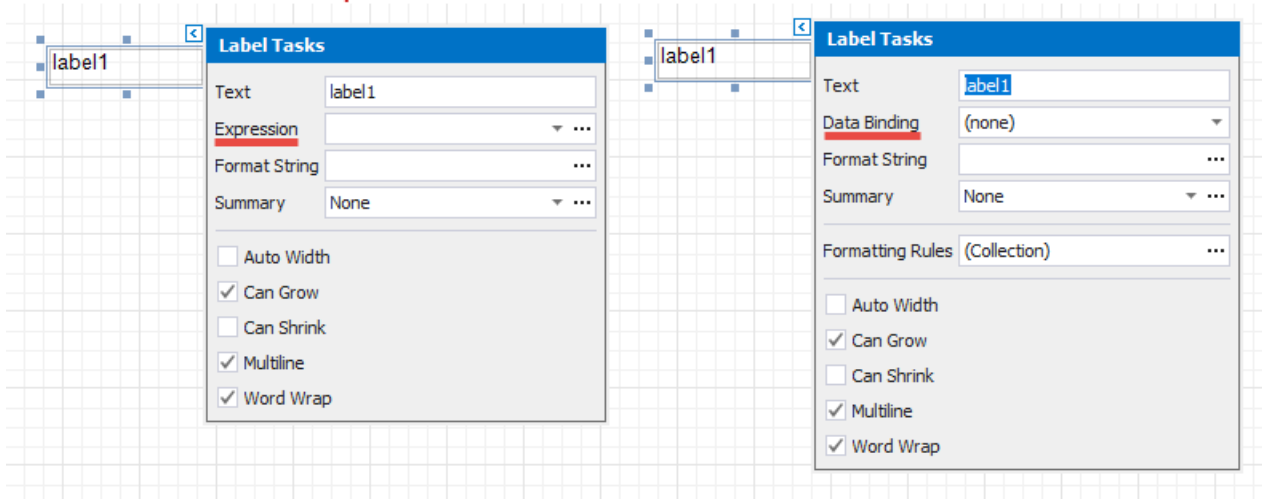 label1
Label Tasks
Text label1
Expression
Format String
Summary None
Auto Width
Can Grow
Can Shrink
Multiline
Word Wrap
label1
Label Tasks
Text label1
Data Binding (none)
Format String
Summary None
Formatting Rules (Collection)
Auto Width
Can Grow
Can Shrink
Multiline
Word Wrap